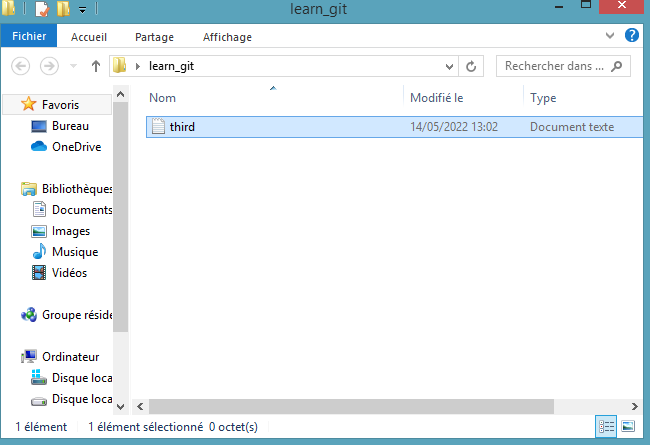 learn_git
Fichier Accueil Partage Affichage
learn_git Rechercher dans ...
Nom Modifié le Type
third 14/05/2022 13:02 Document texte
Favoris
Bureau
OneDrive
Bibliothèques
Documents
Images
Musique
Vidéos
Groupe réside
Ordinateur
Disque loca
Disque loca
1 élément 1 élément sélectionné 0 octet(s)